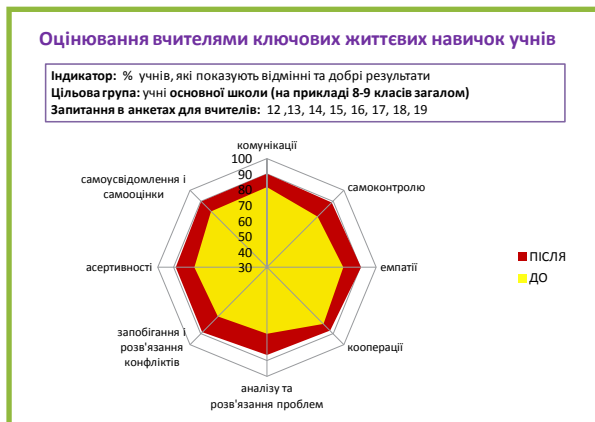 Оцінювання вчителями ключових життєвих навичок учнів
Індикатор: % учнів, які показують відмінні та добрі результати
Цільова група: учні основної школи (на прикладі 8-9 класів загалом)
Запитання в анкетах для вчителів: 12 ,13, 14, 15, 16, 17, 18, 19
комунікації
100
90
80
70
60
50
40
30
самоконтролю
емпатії
кооперації
аналізу та
розв'язання проблем
запобігання і
розв'язання
конфліктів
асертивності
самоусвідомлення і
самооцінки
ПІСЛЯ
ДО